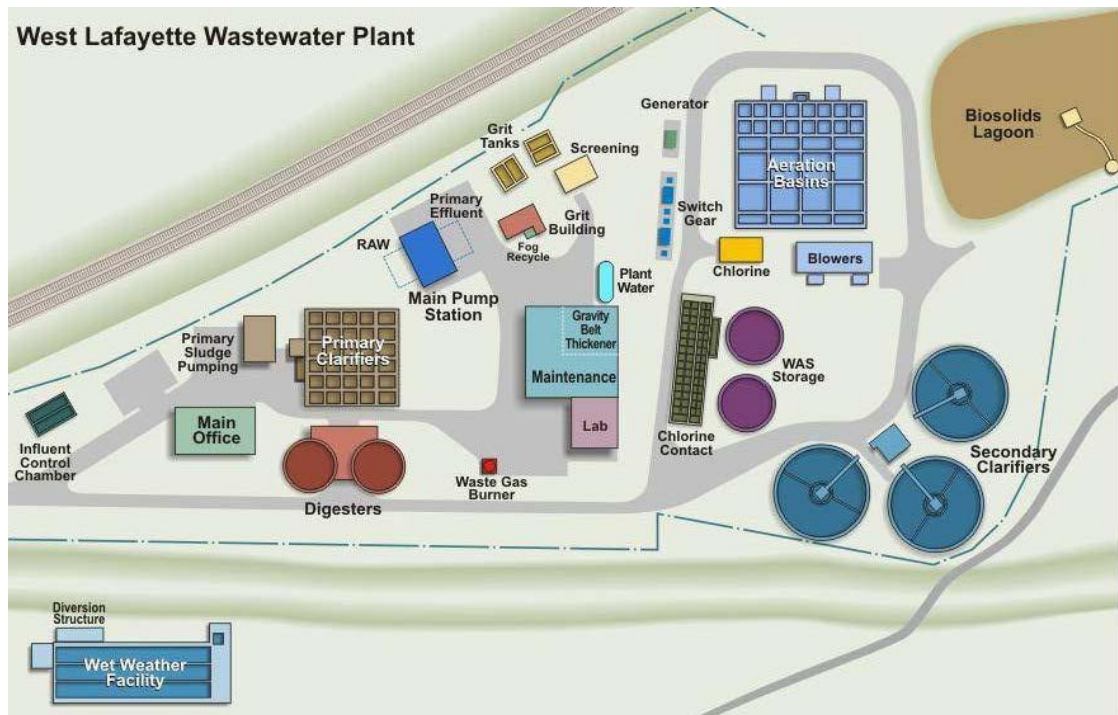 West Lafayette Wastewater Plant
Generator
Biosolids
Lagoon
Grit
Tanks
Screening
Aeration
Basins
Primary
Effluent
Switch
Gear
Grit
Building
RAW
Fog
Recycle
Chlorine
Blowers
Plant
Water
Main Pump
Station
Gravity
Belt
Thickener
Primary
Sludge
Pumping
Primary
Clarifiers
WAS
Storage
Maintenance
Main
Office
Lab
Chlorine
Contact
Influent
Control
Chamber
Secondary
Clarifiers
Waste Gas
Burner
Digesters
Diversion
Structure
Wet Weather
Facility